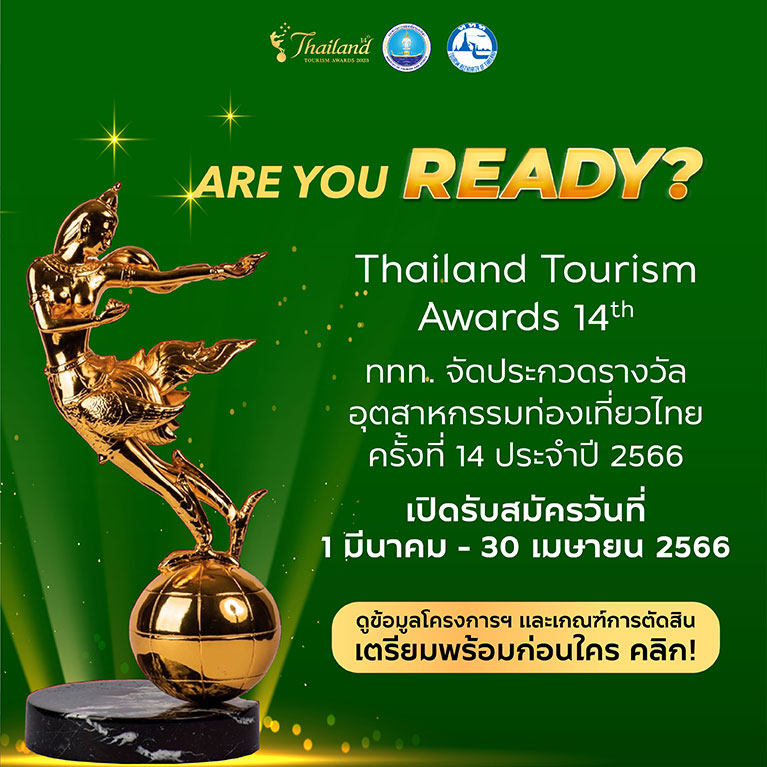 14th
Thailand
TOURISM AWARDS 2023
ททท
ARE YOU READY?
Thailand Tourism
Awards 14th
ททท. จัดประกวดรางวัล
อุตสาหกรรมท่องเที่ยวไทย
ครั้งที่ 14 ประจำปี 2566
เปิดรับสมัครวันที่
1 มีนาคม - 30 เมษายน 2566
ดูข้อมูลโครงการฯ และเกณฑ์การตัดสิน
เตรียมพร้อมก่อนใคร คลิก!